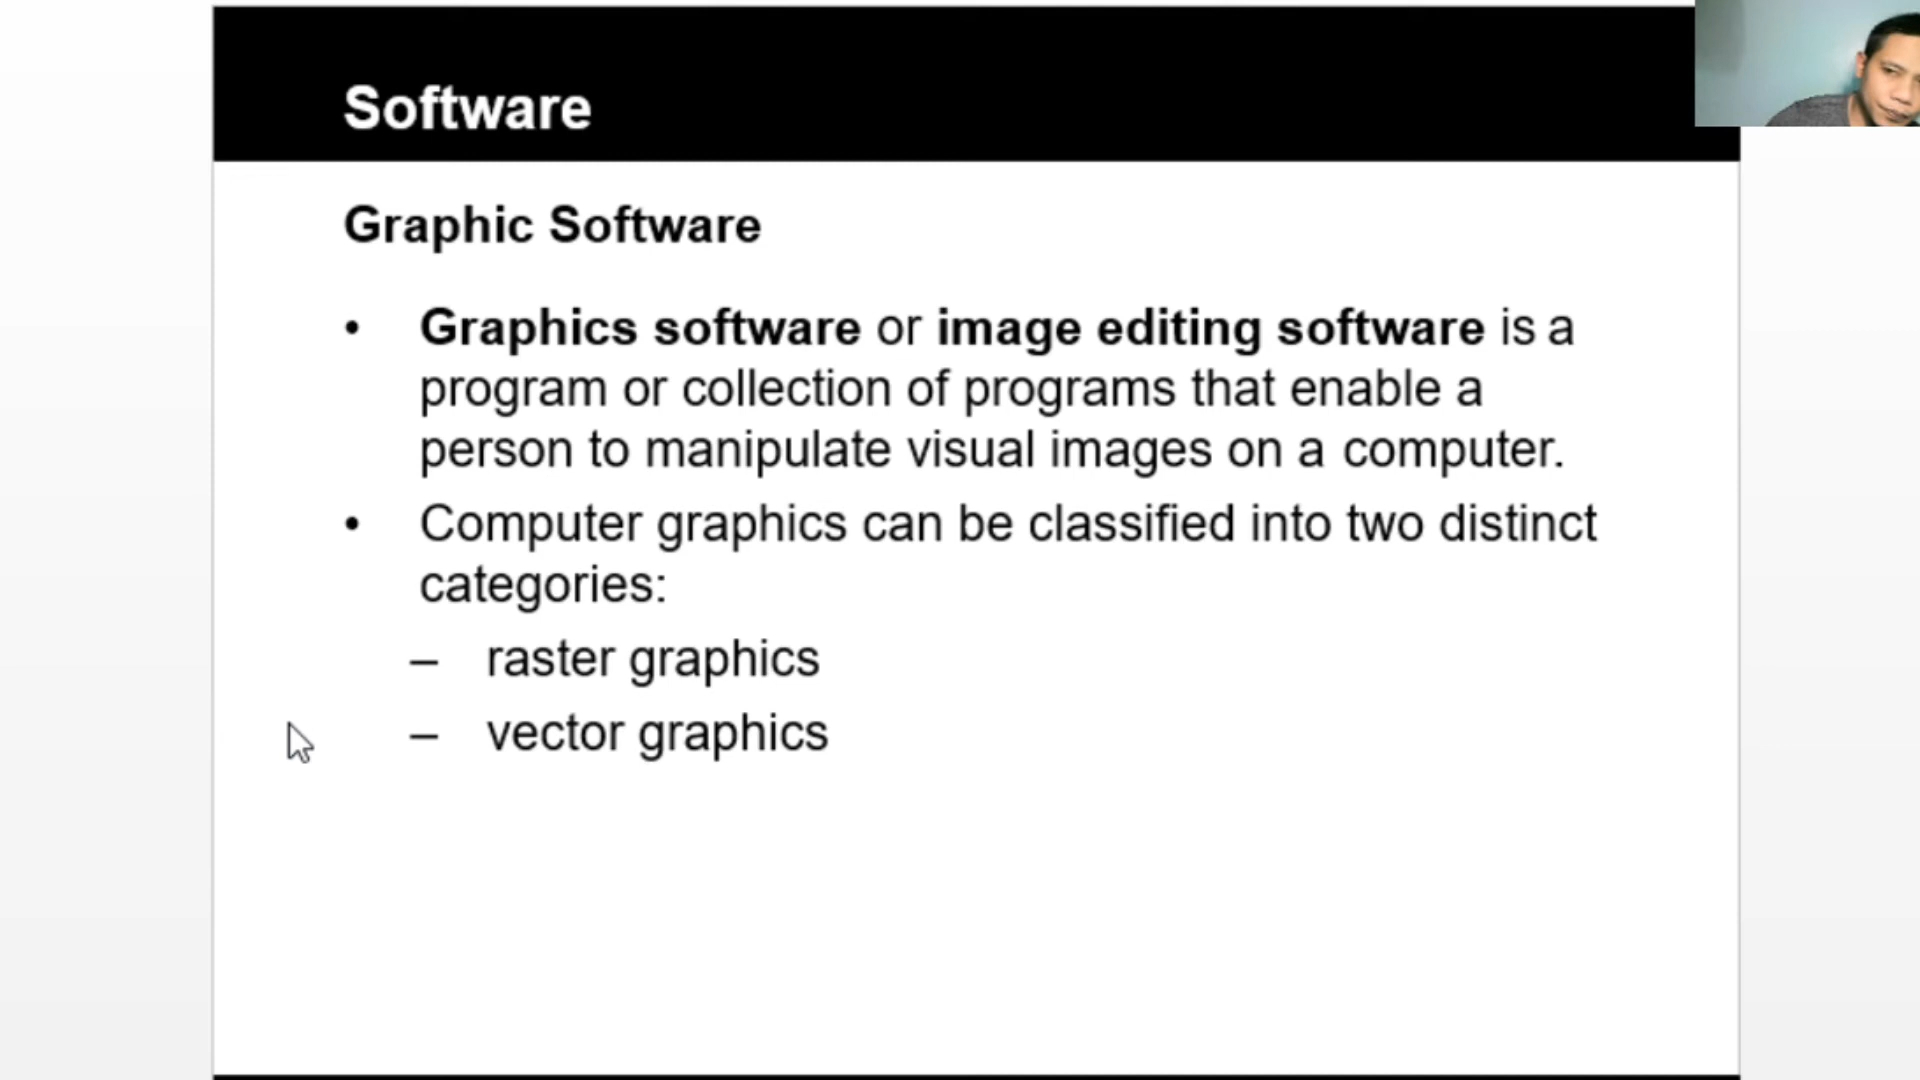 Software
Graphic Software
• Graphics software or image editing software is a
program or collection of programs that enable a
person to manipulate visual images on a computer.
• Computer graphics can be classified into two distinct
categories:
– raster graphics
– vector graphics